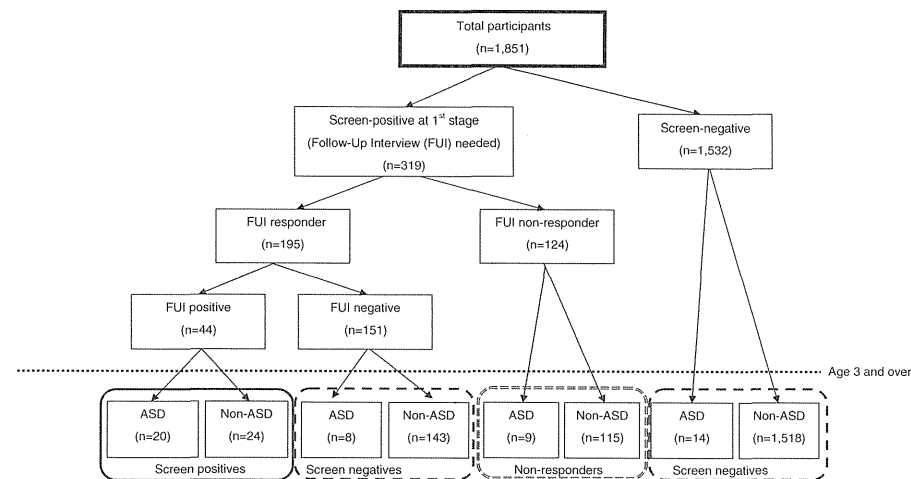 Total participants
(n=1,851)
Screen-positive at 1st stage
(Follow-Up Interview (FUI) needed)
(n=319)
Screen-negative
(n=1,532)
FUI responder
(n=195)
FUI non-responder
(n=124)
FUI positive
(n=44)
FUI negative
(n=151)
Age 3 and over
ASD
(n=20)
Non-ASD
(n=24)
Screen positives
ASD
(n=8)
Non-ASD
(n=143)
Screen negatives
ASD
(n=9)
Non-ASD
(n=115)
Non-responders
ASD
(n=14)
Non-ASD
(n=1,518)
Screen negatives